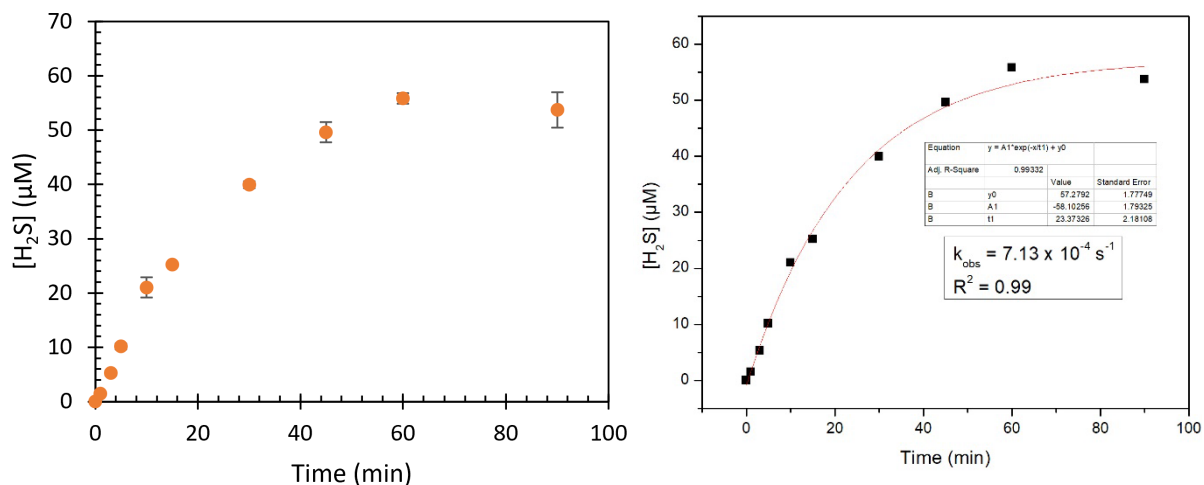 70
60
50
40
30
20
10
0
[H₂S] (µM)
0 20 40 60 80 100
Time (min)
60
50
40
30
20
10
0
[H₂S] (µM)
Equation y = A1*exp(-x/t1) + y0
Adj. R-Square 0.99332
Value Standard Error
B y0 57.2792 1.77749
B A1 -58.10256 1.79325
B t1 23.37326 2.18108
k_obs = 7.13 x 10⁻⁴ s⁻¹
R² = 0.99
0 20 40 60 80 100
Time (min)